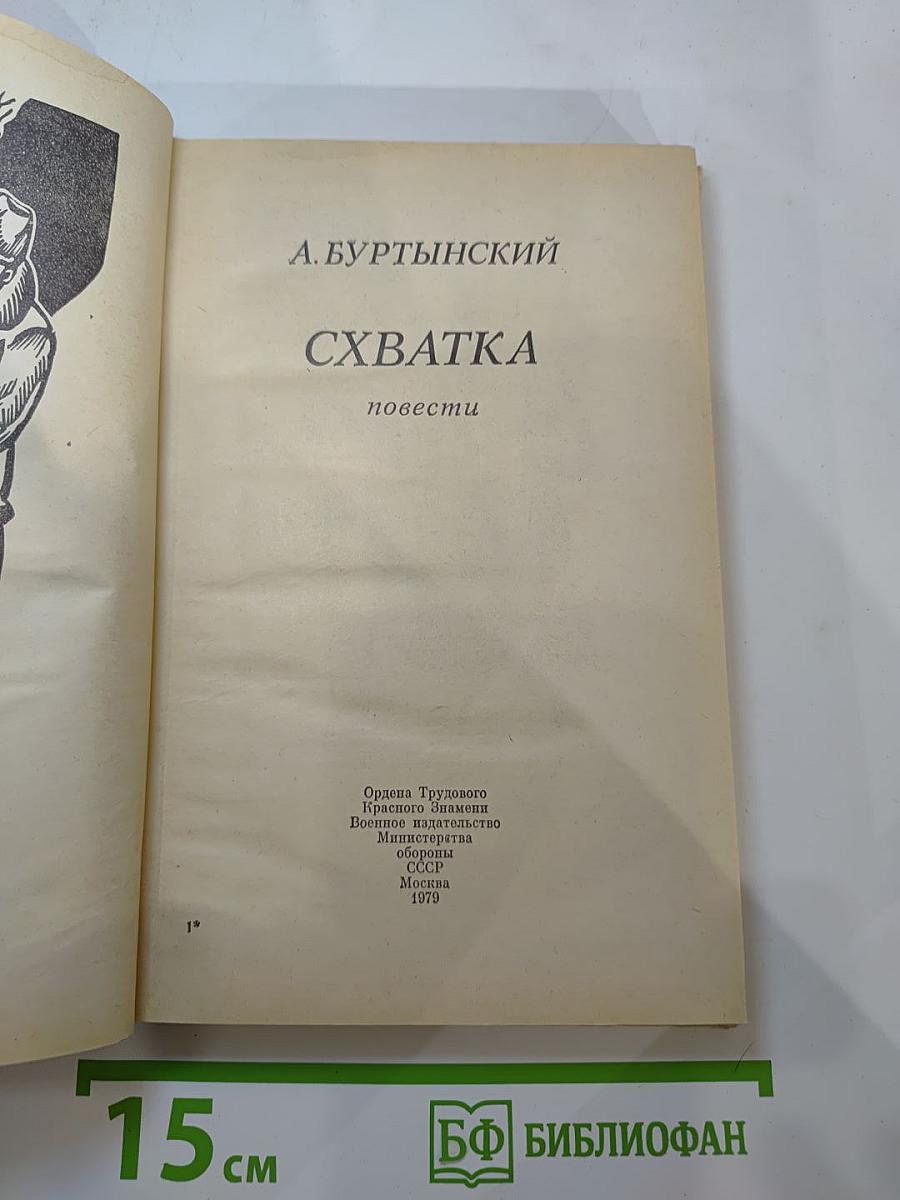 А. БУРТЫНСКИЙ
СХВАТКА
повести
Ордена Трудового
Красного Знамени
Военное издательство
Министерства
обороны
СССР
Москва
1979
1*
15 см
БФ БИБЛИОФАН